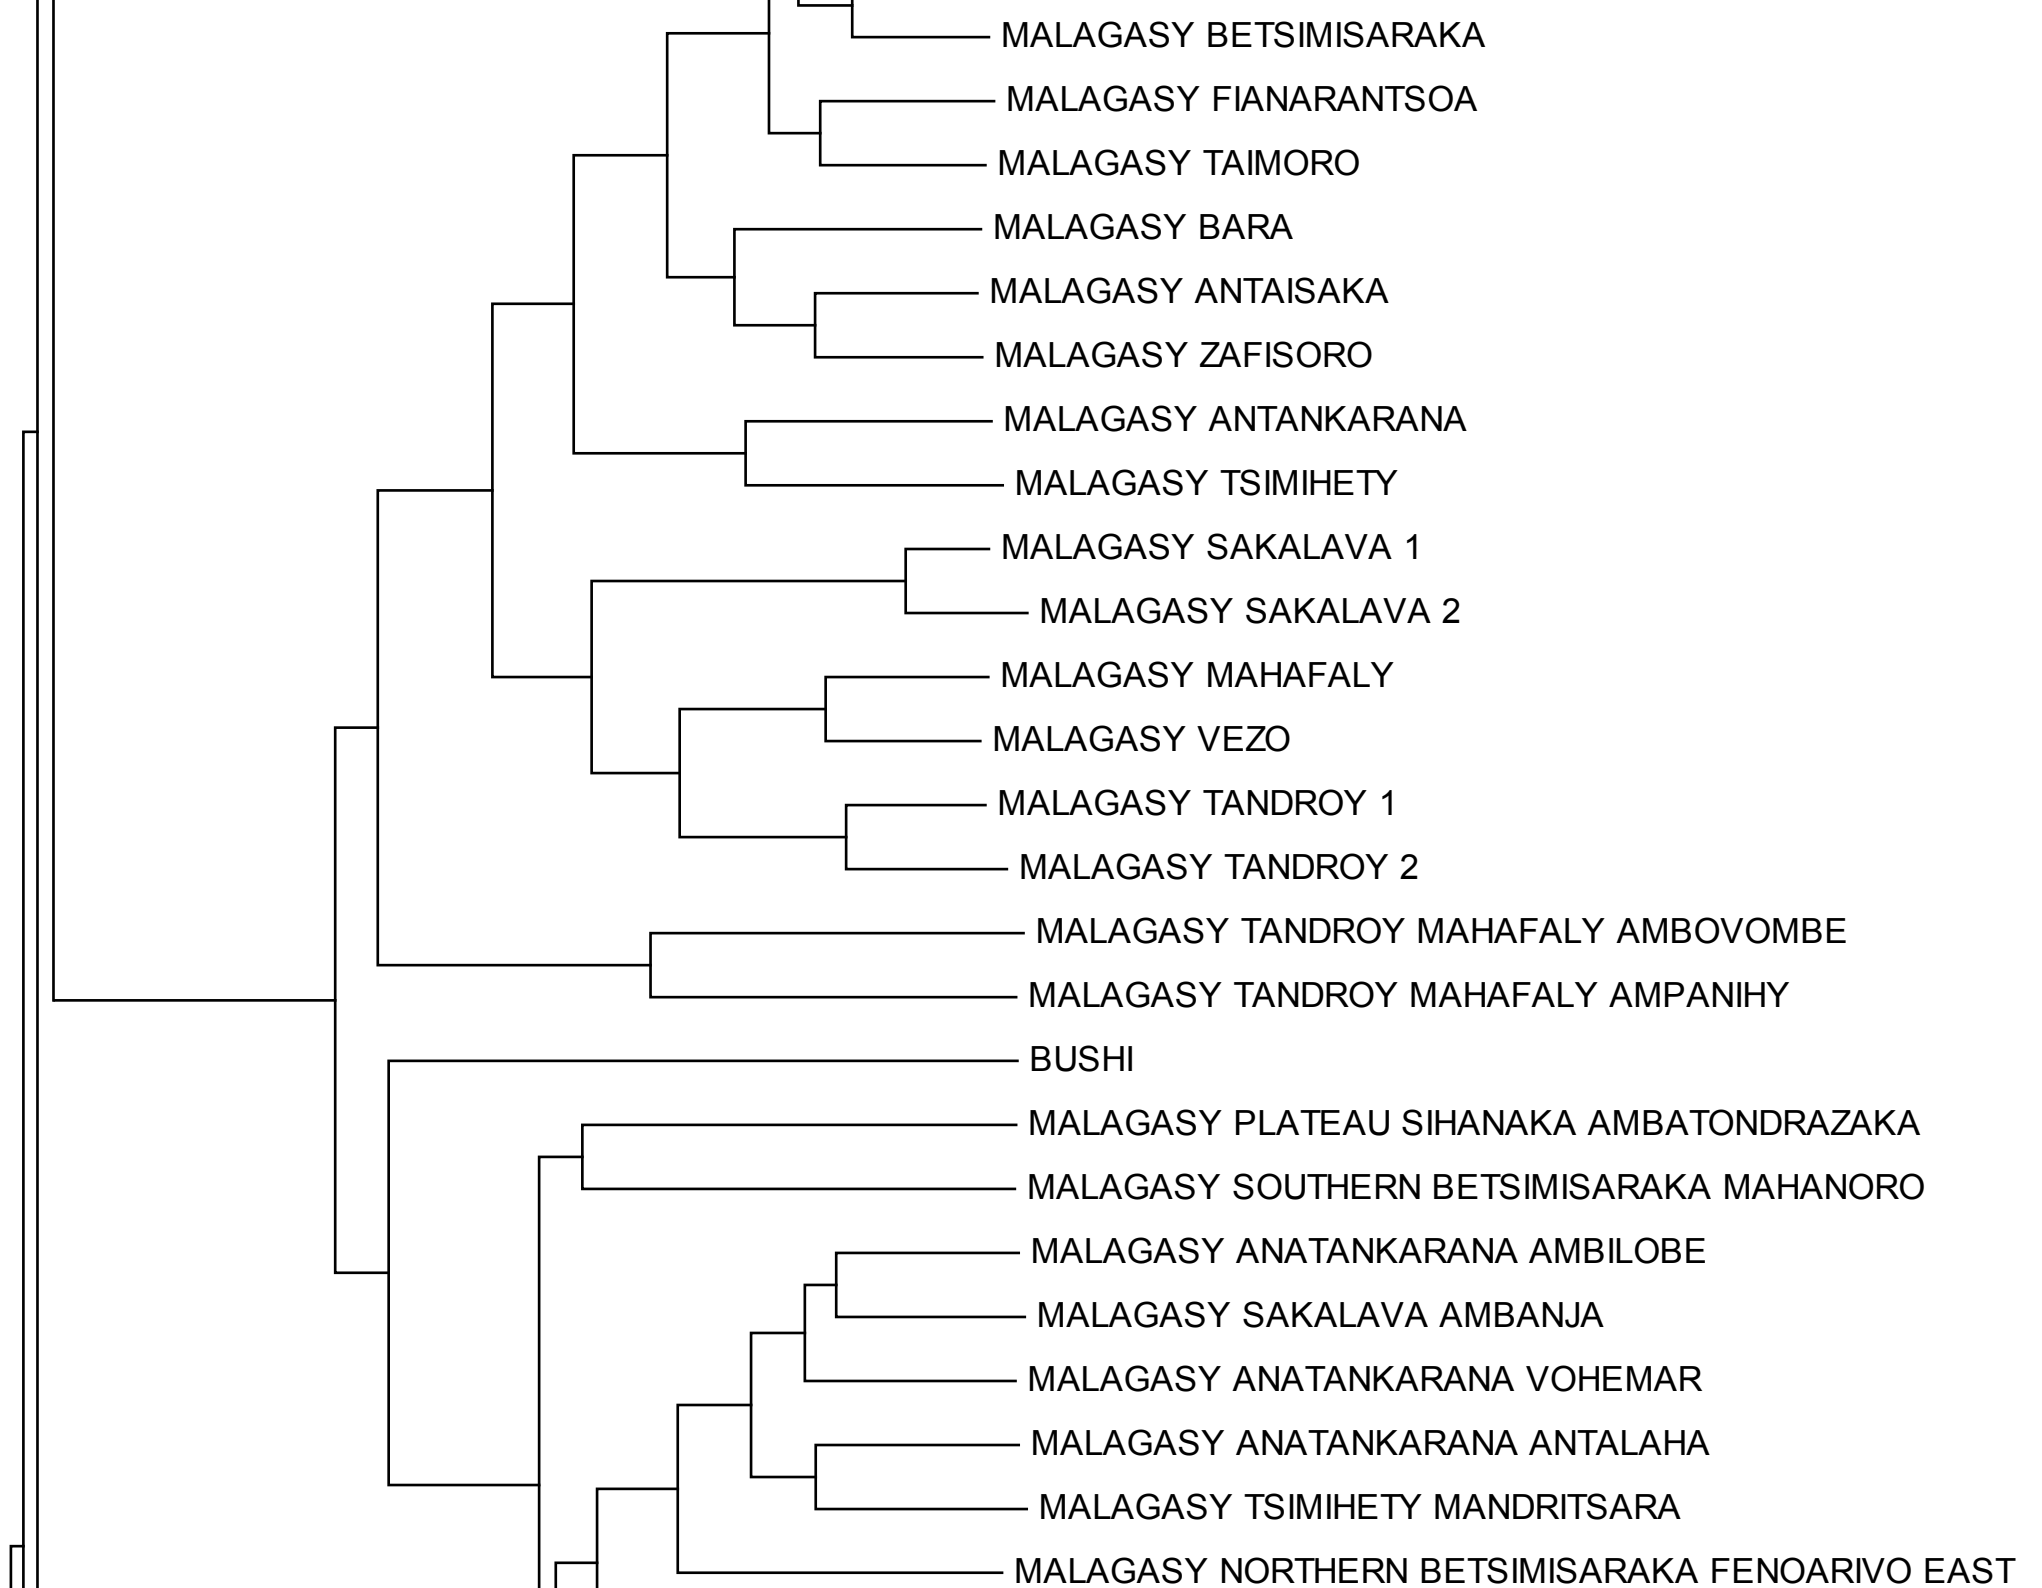 MALAGASY BETSIMISARAKA
MALAGASY FIANARANTSOA
MALAGASY TAIMORO
MALAGASY BARA
MALAGASY ANTAISAKA
MALAGASY ZAFISORO
MALAGASY ANTANKARANA
MALAGASY TSIMIHETY
MALAGASY SAKALAVA 1
MALAGASY SAKALAVA 2
MALAGASY MAHAFALY
MALAGASY VEZO
MALAGASY TANDROY 1
MALAGASY TANDROY 2
MALAGASY TANDROY MAHAFALY AMBOVOMBE
MALAGASY TANDROY MAHAFALY AMPANIHY
BUSHI
MALAGASY PLATEAU SIHANAKA AMBATONDRAZAKA
MALAGASY SOUTHERN BETSIMISARAKA MAHANORO
MALAGASY ANATANKARANA AMBILOBE
MALAGASY SAKALAVA AMBANJA
MALAGASY ANATANKARANA VOHEMAR
MALAGASY ANATANKARANA ANTALAHA
MALAGASY TSIMIHETY MANDRITSARA
MALAGASY NORTHERN BETSIMISARAKA FENOARIVO EAST